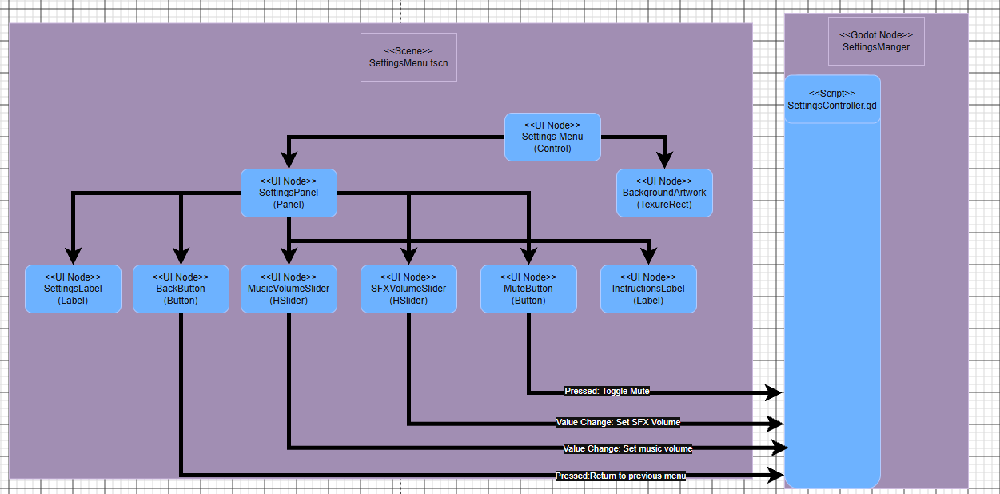 <<Scene>>
SettingsMenu.tscn
<<Godot Node>>
SettingsManger
<<Script>>
SettingsController.gd
<<UI Node>>
Settings Menu
(Control)
<<UI Node>>
SettingsPanel
(Panel)
<<UI Node>>
BackgroundArtwork
(TexureRect)
<<UI Node>>
SettingsLabel
(Label)
<<UI Node>>
BackButton
(Button)
<<UI Node>>
MusicVolumeSlider
(HSlider)
<<UI Node>>
SFXVolumeSlider
(HSlider)
<<UI Node>>
MuteButton
(Button)
<<UI Node>>
InstructionsLabel
(Label)
Pressed: Toggle Mute
Value Change: Set SFX Volume
Value Change: Set music volume
Pressed:Return to previous menu